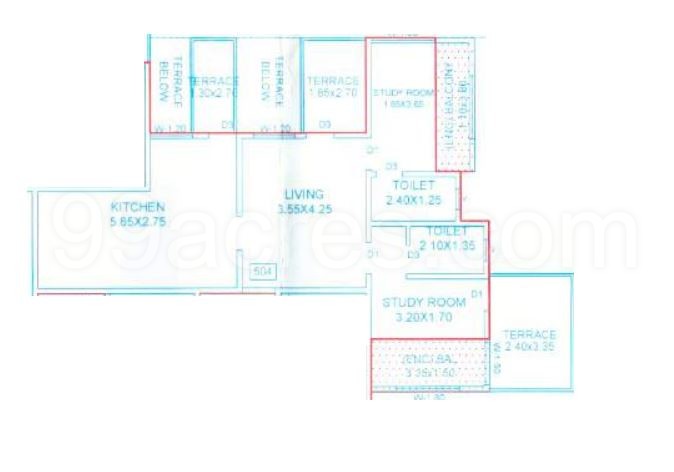 TERRACE
BELOW
TERRACE
1.30x2.70
TERRACE
BELOW
TERRACE
1.85x2.70
STUDY ROOM
1.85X3.65
ENCL BALCONY
D3
D3
W-1.20
W-1.20
D1
D3
TOILET
2.40X1.25
KITCHEN
5.85X2.75
LIVING
3.55X4.25
99acres.com
TOILET
2.10X1.35
D1
D3
504
STUDY ROOM
3.20X1.70
D1
TERRACE
2.40x3.35
W-1.80
ENCL BAL
3.35x1.50
W-1.80